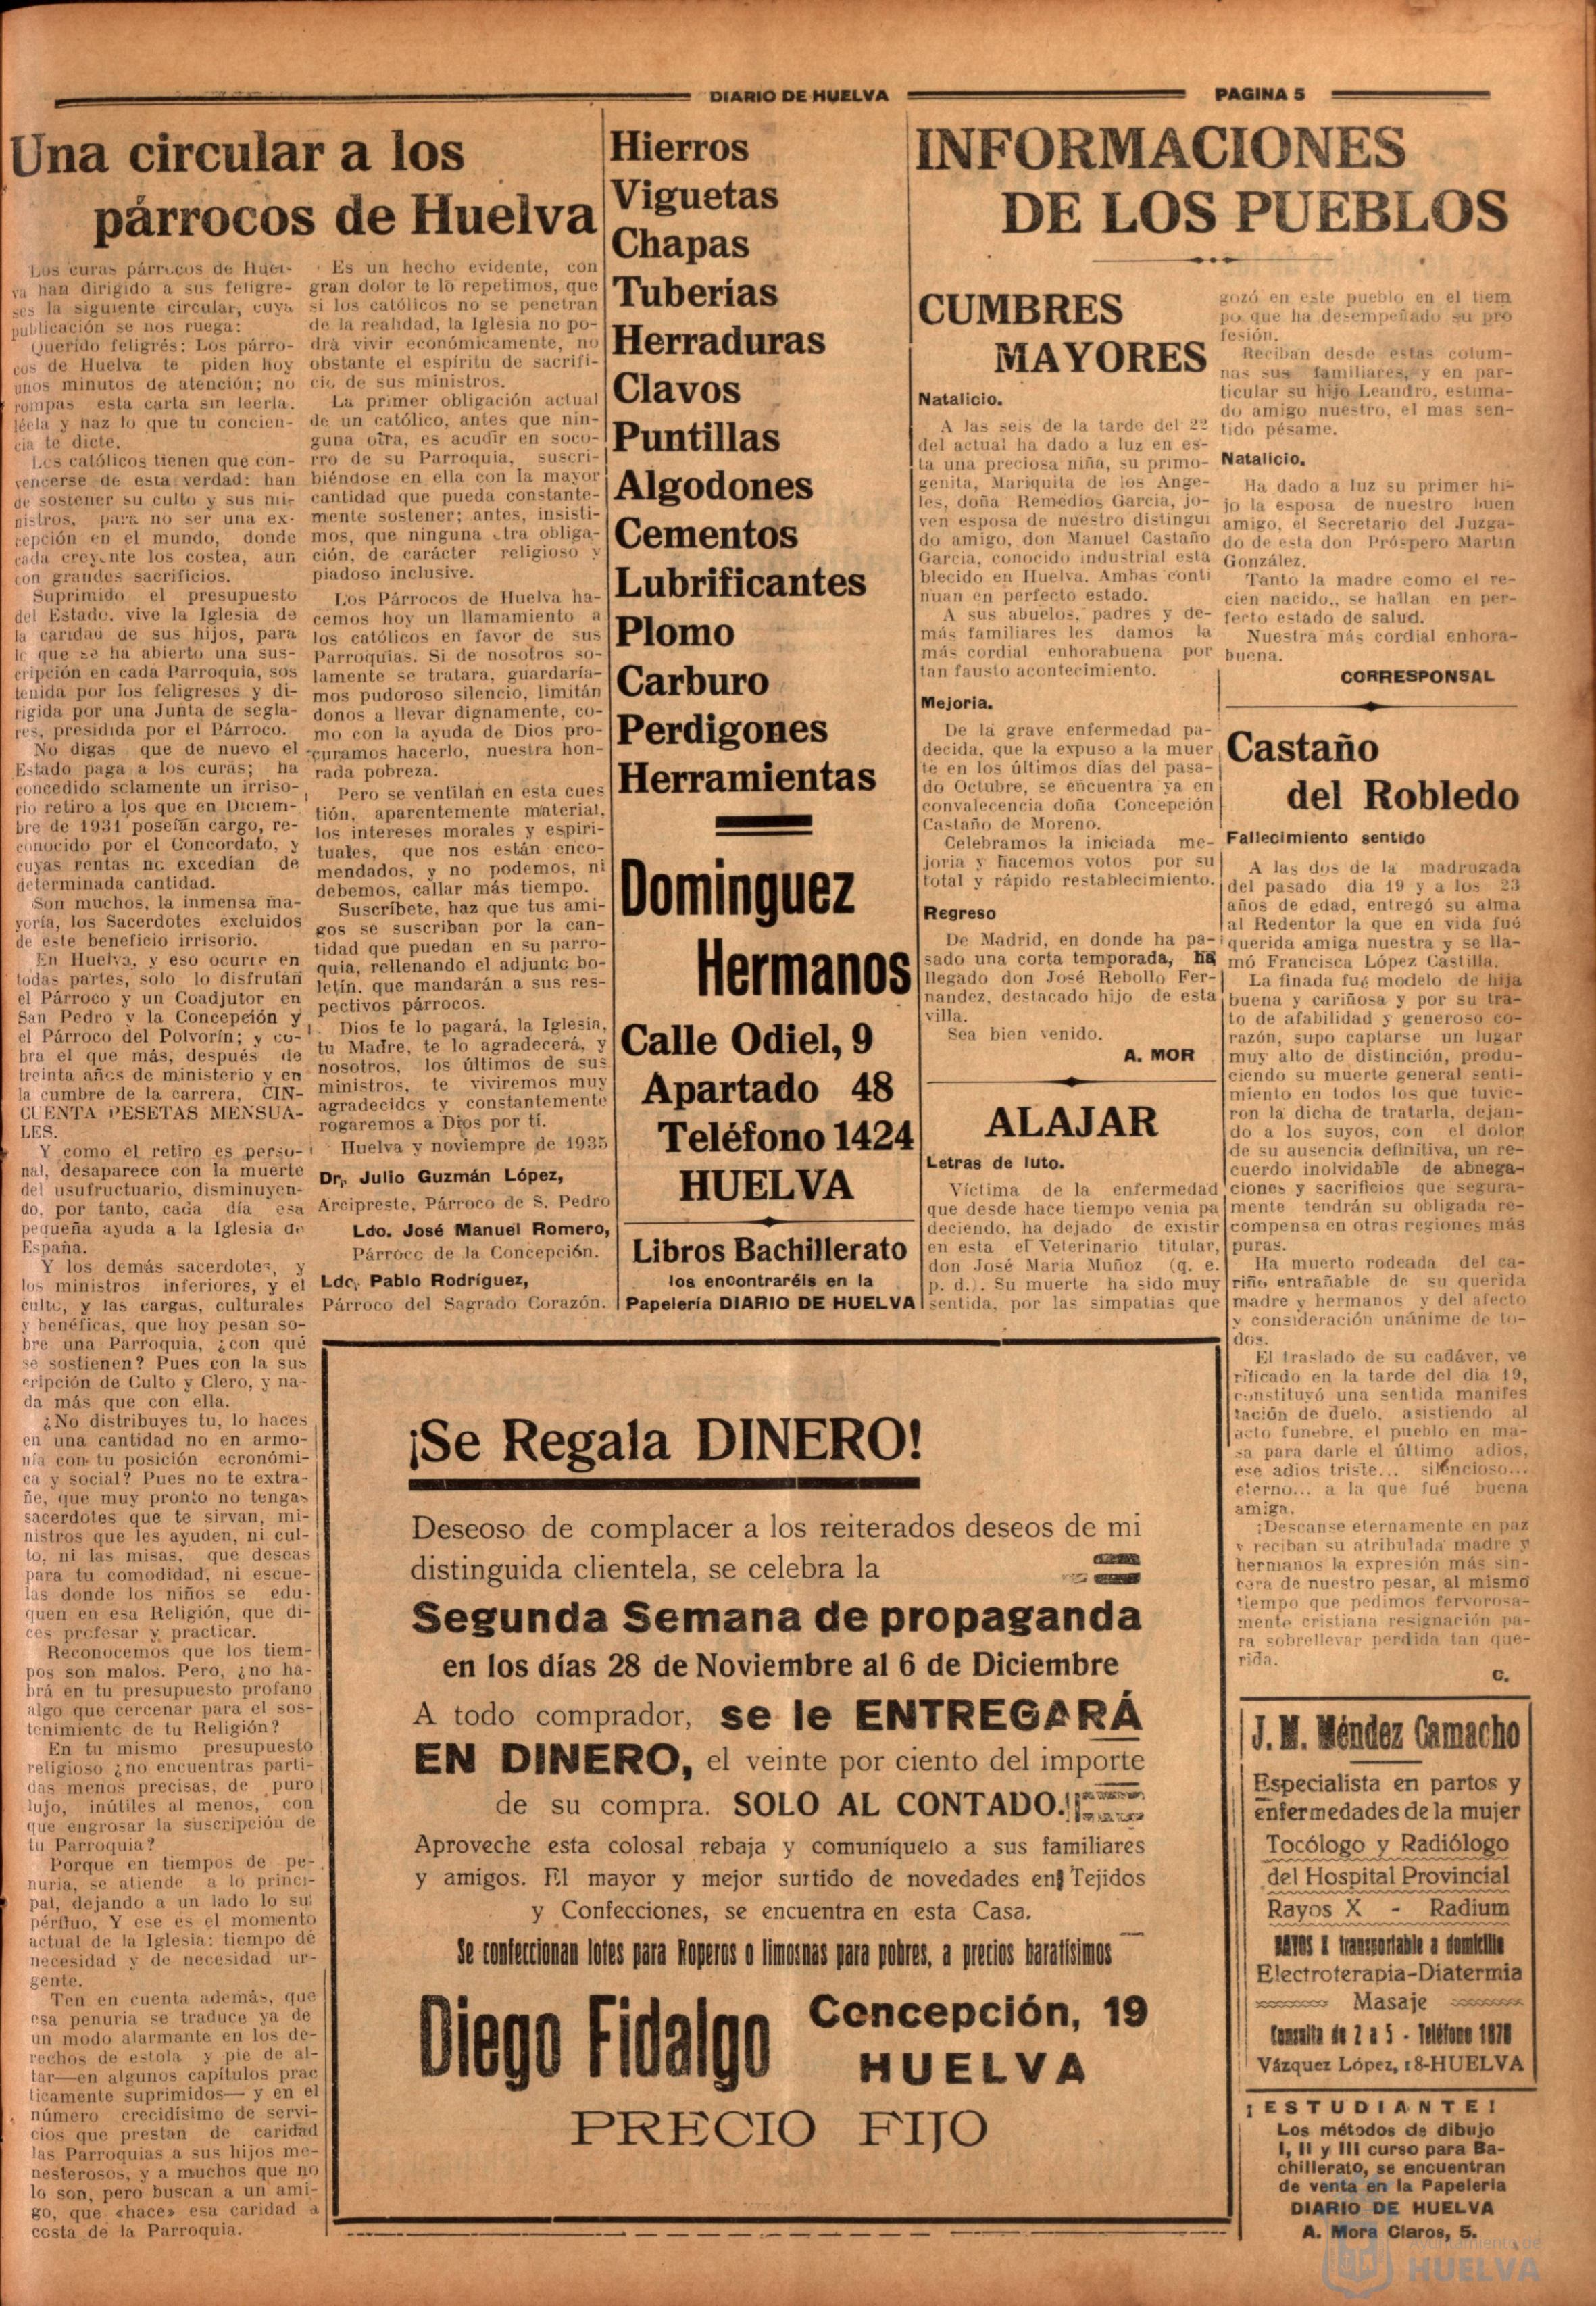 DIARIO DE HUELVA
PAGINA 5
Una circular a los
párrocos de Huelva
Los curas párrocos de Huel-
va han dirigido a sus feligre-
ses la siguiente circular, cuya
publicación se nos ruega:
Querido feligrés: Los párro-
cos de Huelva te piden hoy
unos minutos de atención; no
rompas esta carta sin leerla.
léela y haz lo que tu concien-
cia te dicte.
Los católicos tienen que con-
vencerse de esta verdad: han
de sostener su culto y sus mi-
nistros, para no ser una ex-
cepción en el mundo, donde
cada creyente los costea, aun
con grandes sacrificios.
Suprimido el presupuesto
del Estado, vive la Iglesia de
la caridad de sus hijos, para
lo que se ha abierto una sus-
cripción en cada Parroquia, sos
tenida por los feligreses y di-
rigida por una Junta de segla-
res, presidida por el Párroco.
No digas que de nuevo el
Estado paga a los curas; ha
concedido sclamente un irriso-
rio retiro a los que en Diciem-
bre de 1931 poseían cargo, re-
conocido por el Concordato, y
cuyas rentas no excedían de
determinada cantidad.
Son muchos, la inmensa ma-
yoría, los Sacerdotes excluidos
de este beneficio irrisorio.
En Huelva, y eso ocurre en
todas partes, solo lo disfrutan
el Párroco y un Coadjutor en
San Pedro y la Concepción y
el Párroco del Polvorín; y co-
bra el que más, después de
treinta años de ministerio y en
la cumbre de la carrera, CIN-
CUENTA PESETAS MENSUA-
LES.
Y como el retiro es perso-
nal, desaparece con la muerte
del usufructuario, disminuyen-
do, por tanto, cada día esa
pequeña ayuda a la Iglesia de
España.
Y los demás sacerdotes, y
los ministros inferiores, y el
culto, y las cargas, culturales
y benéficas, que hoy pesan so-
bre una Parroquia, ¿con qué
se sostienen? Pues con la sus
cripción de Culto y Clero, y na-
da más que con ella.
¿No distribuyes tu, lo haces
en una cantidad no en armo-
nía con tu posición ecronómi-
ca y social? Pues no te extra-
ñe, que muy pronto no tengas
sacerdotes que te sirvan, mi-
nistros que les ayuden, ni cul-
to, ni las misas, que deseas
para tu comodidad, ni escue-
las donde los niños se edu-
quen en esa Religión, que di-
ces profesar y practicar.
Reconocemos que los tiem-
pos son malos. Pero, ¿no ha-
brá en tu presupuesto profano
algo que cercenar para el sos-
tenimiento de tu Religión?
En tu mismo presupuesto
religioso ¿no encuentras parti-
das menos precisas, de puro
lujo, inútiles al menos, con
que engrosar la suscripción de
tu Parroquia?
Porque en tiempos de pe-
nuria, se atiende a lo princi-
pal, dejando a un lado lo su
pérfluo, Y ese es el momento
actual de la Iglesia: tiempo de
necesidad y de necesidad ur-
gente.
Ten en cuenta además, que
esa penuria se traduce ya de
un modo alarmante en los de-
rechos de estola y pie de al-
tar—en algunos capítulos prac
ticamente suprimidos— y en el
número crecidísimo de servi-
cios que prestan de caridad
las Parroquias a sus hijos me-
nesterosos, y a muchos que no
lo son, pero buscan a un ami-
go, que «hace» esa caridad a
costa de la Parroquia.
Es un hecho evidente, con
gran dolor te lo repetimos, que
si los católicos no se penetran
de la realidad, la Iglesia no po-
drá vivir económicamente, no
obstante el espíritu de sacrifi-
cio de sus ministros.
La primer obligación actual
de un católico, antes que nin-
guna otra, es acudir en soco-
rro de su Parroquia, suscri-
biéndose en ella con la mayor
cantidad que pueda constante-
mente sostener; antes, insisti-
mos, que ninguna otra obliga-
ción, de carácter religioso y
piadoso inclusive.
Los Párrocos de Huelva ha-
cemos hoy un llamamiento a
los católicos en favor de sus
Parroquias. Si de nosotros so-
lamente se tratara, guardaría-
mos pudoroso silencio, limitán
donos a llevar dignamente, co-
mo con la ayuda de Dios pro-
curamos hacerlo, nuestra hon-
rada pobreza.
Pero se ventilan en esta cues
tión, aparentemente material,
los intereses morales y espiri-
tuales, que nos están enco-
mendados, y no podemos, ni
debemos, callar más tiempo.
Suscríbete, haz que tus ami-
gos se suscriban por la can-
tidad que puedan en su parro-
quia, rellenando el adjunto bo-
letín, que mandarán a sus res-
pectivos párrocos.
Dios te lo pagará, la Iglesia,
tu Madre, te lo agradecerá, y
nosotros, los últimos de sus
ministros, te viviremos muy
agradecidos y constantemente
rogaremos a Dios por ti.
Huelva y noviembre de 1935
Dr. Julio Guzmán López,
Arcipreste, Párroco de S. Pedro
Ldo. José Manuel Romero,
Párroco de la Concepción.
Ldo. Pablo Rodríguez,
Párroco del Sagrado Corazón.
Hierros
Viguetas
Chapas
Tuberías
Herraduras
Clavos
Puntillas
Algodones
Cementos
Lubrificantes
Plomo
Carburo
Perdigones
Herramientas
Dominguez
Hermanos
Calle Odiel, 9
Apartado 48
Teléfono 1424
HUELVA
Libros Bachillerato
los encontraréis en la
Papelería DIARIO DE HUELVA
INFORMACIONES
DE LOS PUEBLOS
CUMBRES
MAYORES
Natalicio.
A las seis de la tarde del 22
del actual ha dado a luz en es-
ta una preciosa niña, su primo-
genita, Mariquita de los Ange-
les, doña Remedios García, jo-
ven esposa de nuestro distingui
do amigo, don Manuel Castaño
García, conocido industrial esta
blecido en Huelva. Ambas conti
nuan en perfecto estado.
A sus abuelos, padres y de-
más familiares les damos la
más cordial enhorabuena por
tan fausto acontecimiento.
Mejoria.
De la grave enfermedad pa-
decida, que la expuso a la muer
te en los últimos días del pasa-
do Octubre, se encuentra ya en
convalecencia doña Concepción
Castaño de Moreno.
Celebramos la iniciada me-
joria y hacemos votos por su
total y rápido restablecimiento.
Regreso
De Madrid, en donde ha pa-
sado una corta temporada, ha
llegado don José Rebollo Fer-
nandez, destacado hijo de esta
villa.
Sea bien venido.
A. MOR
ALAJAR
Letras de luto.
Víctima de la enfermedad
que desde hace tiempo venia pa
deciendo, ha dejado de existir
en esta el Veterinario titular,
don José María Muñoz (q. e.
p. d.). Su muerte ha sido muy
sentida, por las simpatias que
gozó en este pueblo en el tiem
po que ha desempeñado su pro
fesión.
Reciban desde estas colum-
nas sus familiares, y en par-
ticular su hijo Leandro, estima-
do amigo nuestro, el mas sen-
tido pésame.
Natalicio.
Ha dado a luz su primer hi-
jo la esposa de nuestro buen
amigo, el Secretario del Juzga-
do de esta don Próspero Martin
González.
Tanto la madre como el re-
cien nacido., se hallan en per-
fecto estado de salud.
Nuestra más cordial enhora-
buena.
CORRESPONSAL
Castaño
del Robledo
Fallecimiento sentido
A las dos de la madrugada
del pasado dia 19 y a los 23
años de edad, entregó su alma
al Redentor la que en vida fué
querida amiga nuestra y se lla-
mó Francisca López Castilla.
La finada fué modelo de hija
buena y cariñosa y por su tra-
to de afabilidad y generoso co-
razón, supo captarse un lugar
muy alto de distinción, produ-
ciendo su muerte general senti-
miento en todos los que tuvie-
ron la dicha de tratarla, dejan-
do a los suyos, con el dolor
de su ausencia definitiva, un re-
cuerdo inolvidable de abnega-
ciones y sacrificios que segura-
mente tendrán su obligada re-
compensa en otras regiones más
puras.
Ha muerto rodeada del ca-
riño entrañable de su querida
madre y hermanos y del afecto
y consideración unánime de to-
dos.
El traslado de su cadáver, ve
rificado en la tarde del dia 19,
constituyó una sentida manifes
tación de duelo, asistiendo al
acto funebre, el pueblo en ma-
sa para darle el último adios,
ese adios triste... silencioso...
eterno... a la que fué buena
amiga.
¡Descanse eternamente en paz
y reciban su atribulada madre y
hermanos la expresión más sin-
cera de nuestro pesar, al mismo
tiempo que pedimos fervorosa-
mente cristiana resignación pa-
ra sobrellevar perdida tan que-
rida.
C.
¡Se Regala DINERO!
Deseoso de complacer a los reiterados deseos de mi
distinguida clientela, se celebra la
Segunda Semana de propaganda
en los días 28 de Noviembre al 6 de Diciembre
A todo comprador, se le ENTREGARÁ
EN DINERO, el veinte por ciento del importe
de su compra. SOLO AL CONTADO.
Aproveche esta colosal rebaja y comuníquelo a sus familiares
y amigos. El mayor y mejor surtido de novedades en Tejidos
y Confecciones, se encuentra en esta Casa.
Se confeccionan lotes para Roperos o limosnas para pobres, a precios baratísimos
Diego Fidalgo
Concepción, 19
HUELVA
PRECIO FIJO
J. M. Méndez Camacho
Especialista en partos y
enfermedades de la mujer
Tocólogo y Radiólogo
del Hospital Provincial
Rayos X - Radium
RAYOS X transportable a domicilio
Electroterapia-Diatermia
Masaje
Consulta de 2 a 5 - Teléfono 1870
Vázquez López, 18-HUELVA
¡ESTUDIANTE!
Los métodos de dibujo
I, II y III curso para Ba-
chillerato, se encuentran
de venta en la Papelería
DIARIO DE HUELVA
A. Mora Claros, 5.
Ayuntamiento de
HUELVA